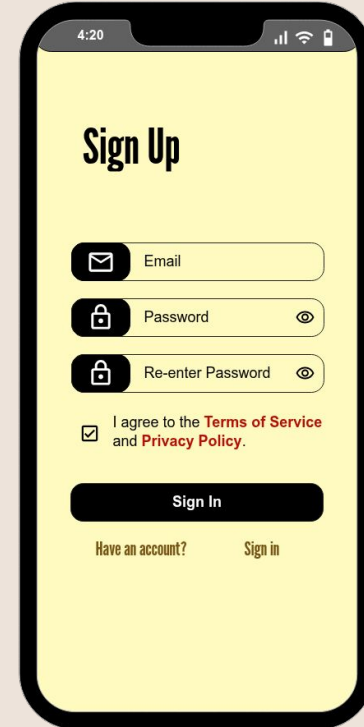 4:20
Sign Up
Email
Password
Re-enter Password
I agree to the Terms of Service
and Privacy Policy.
Sign In
Have an account? Sign in